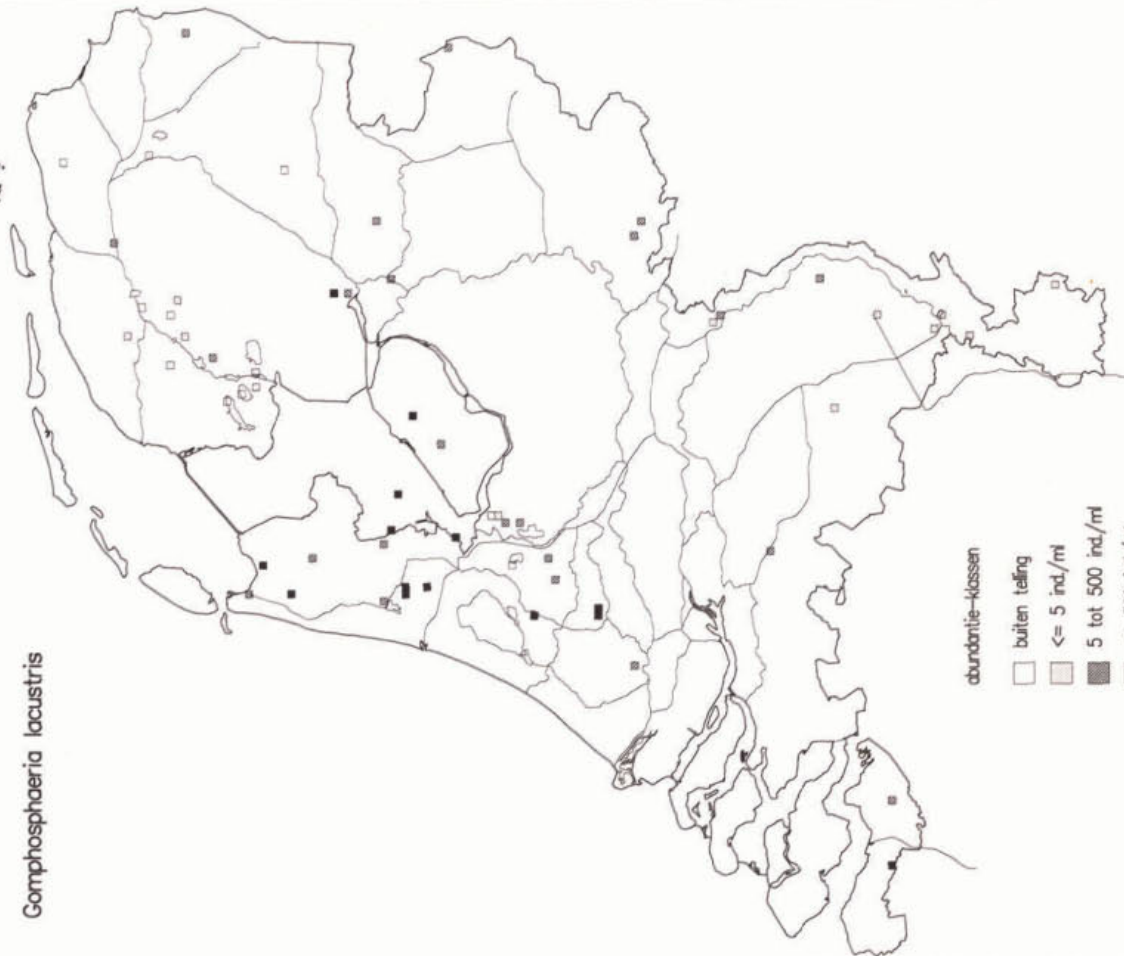 Gomphosphaeria lacustris
abundantie-klassen
buiten telling
<= 5 ind./ml
5 tot 500 ind./ml